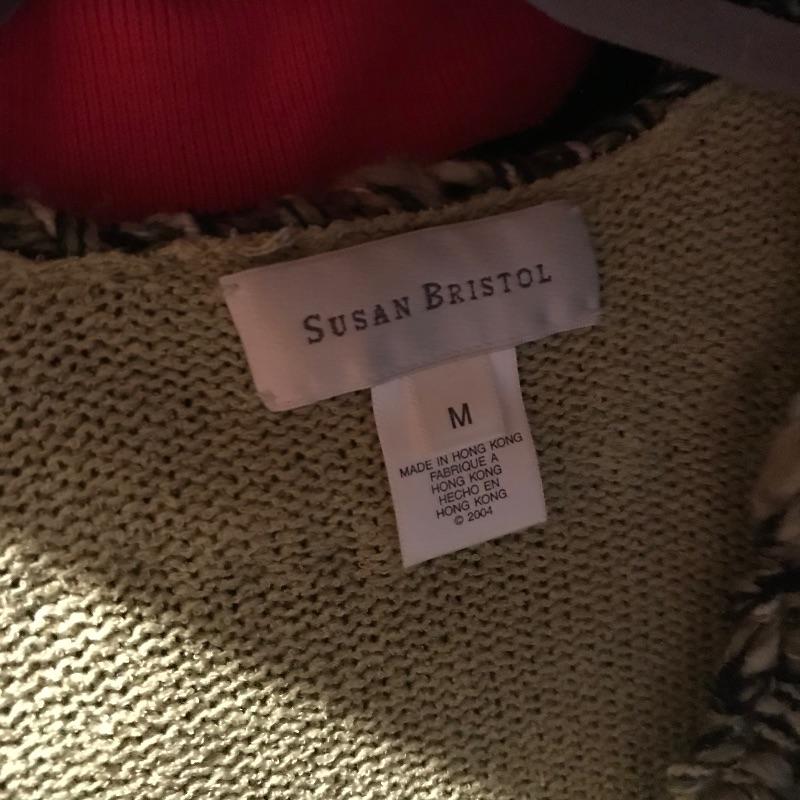 SUSAN BRISTOL
M
MADE IN HONG KONG
FABRIQUE A
HONG KONG
HECHO EN
HONG KONG
© 2004